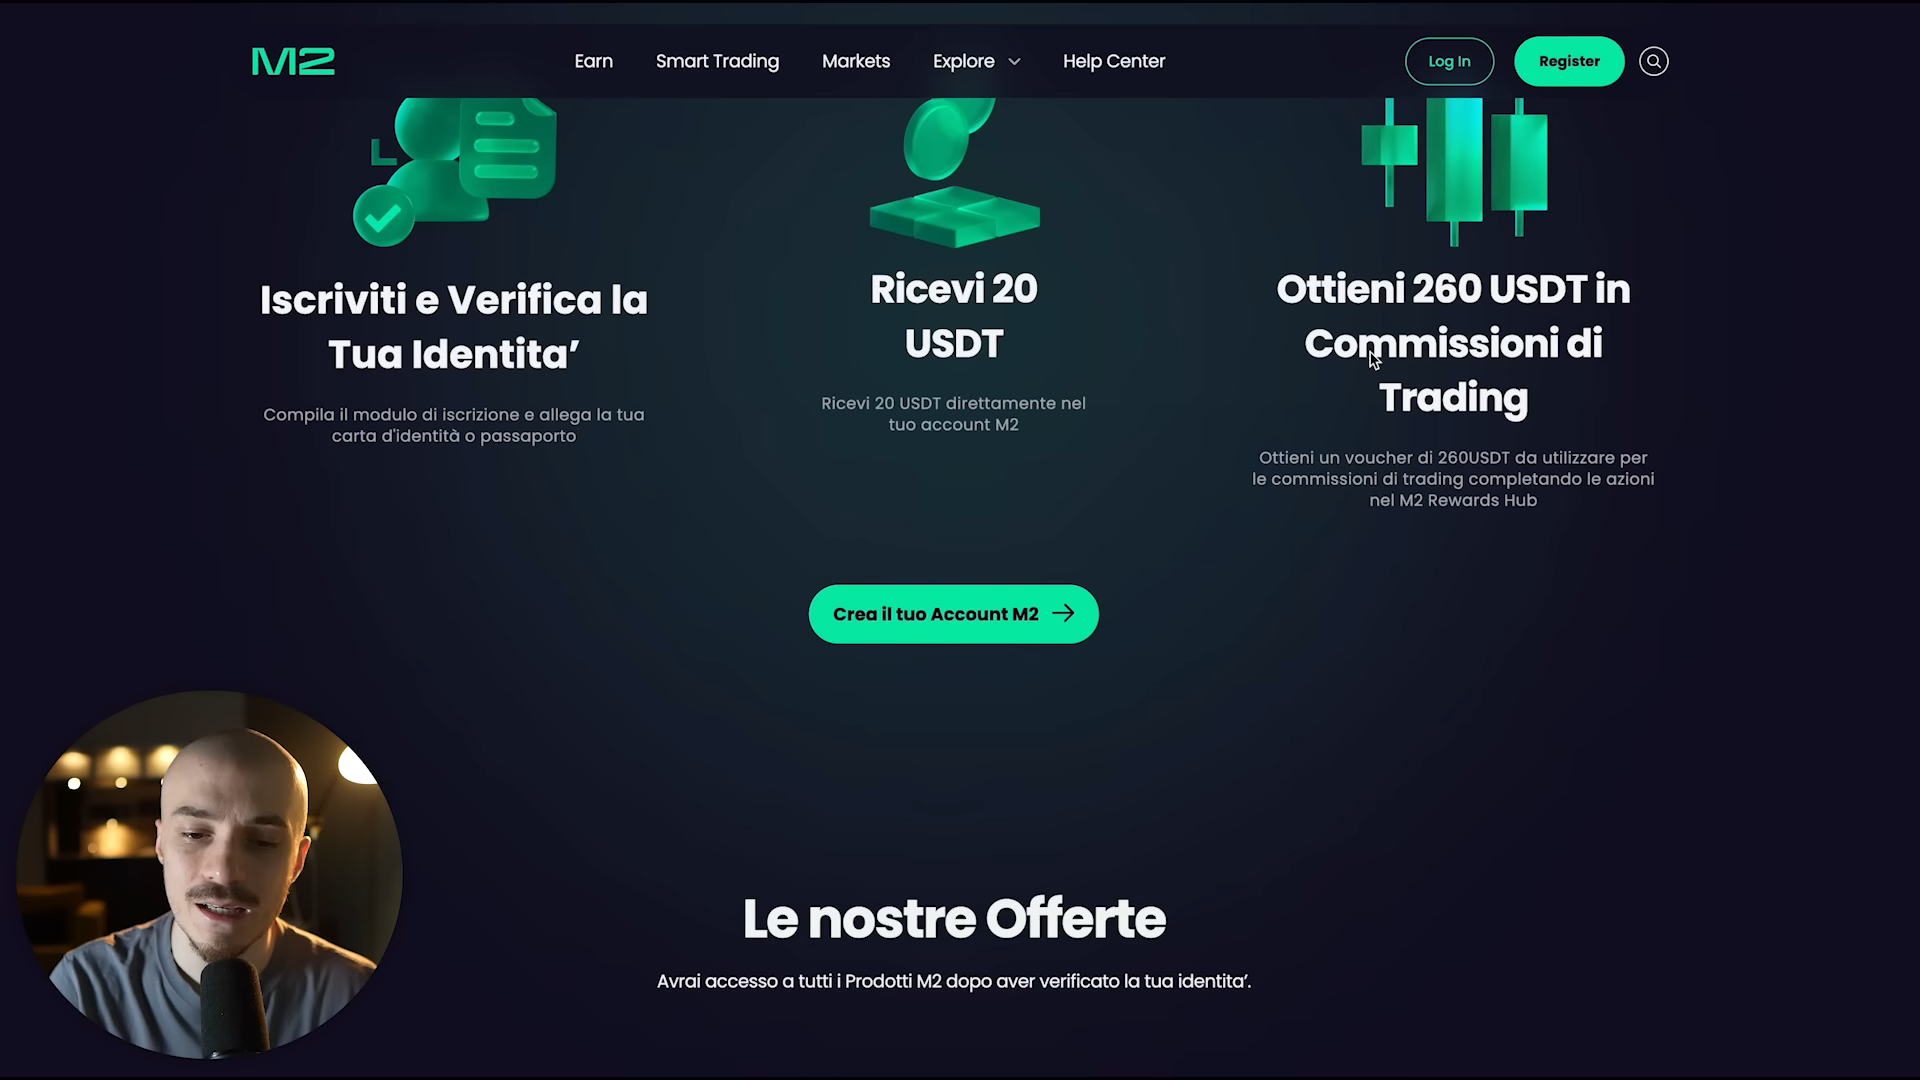 M2
Earn
Smart Trading
Markets
Explore
Help Center
Log In
Register
Iscriviti e Verifica la
Tua Identita’
Compila il modulo di iscrizione e allega la tua
carta d'identità o passaporto
Ricevi 20
USDT
Ricevi 20 USDT direttamente nel
tuo account M2
Ottieni 260 USDT in
Commissioni di
Trading
Ottieni un voucher di 260USDT da utilizzare per
le commissioni di trading completando le azioni
nel M2 Rewards Hub
Crea il tuo Account M2
Le nostre Offerte
Avrai accesso a tutti i Prodotti M2 dopo aver verificato la tua identita’.